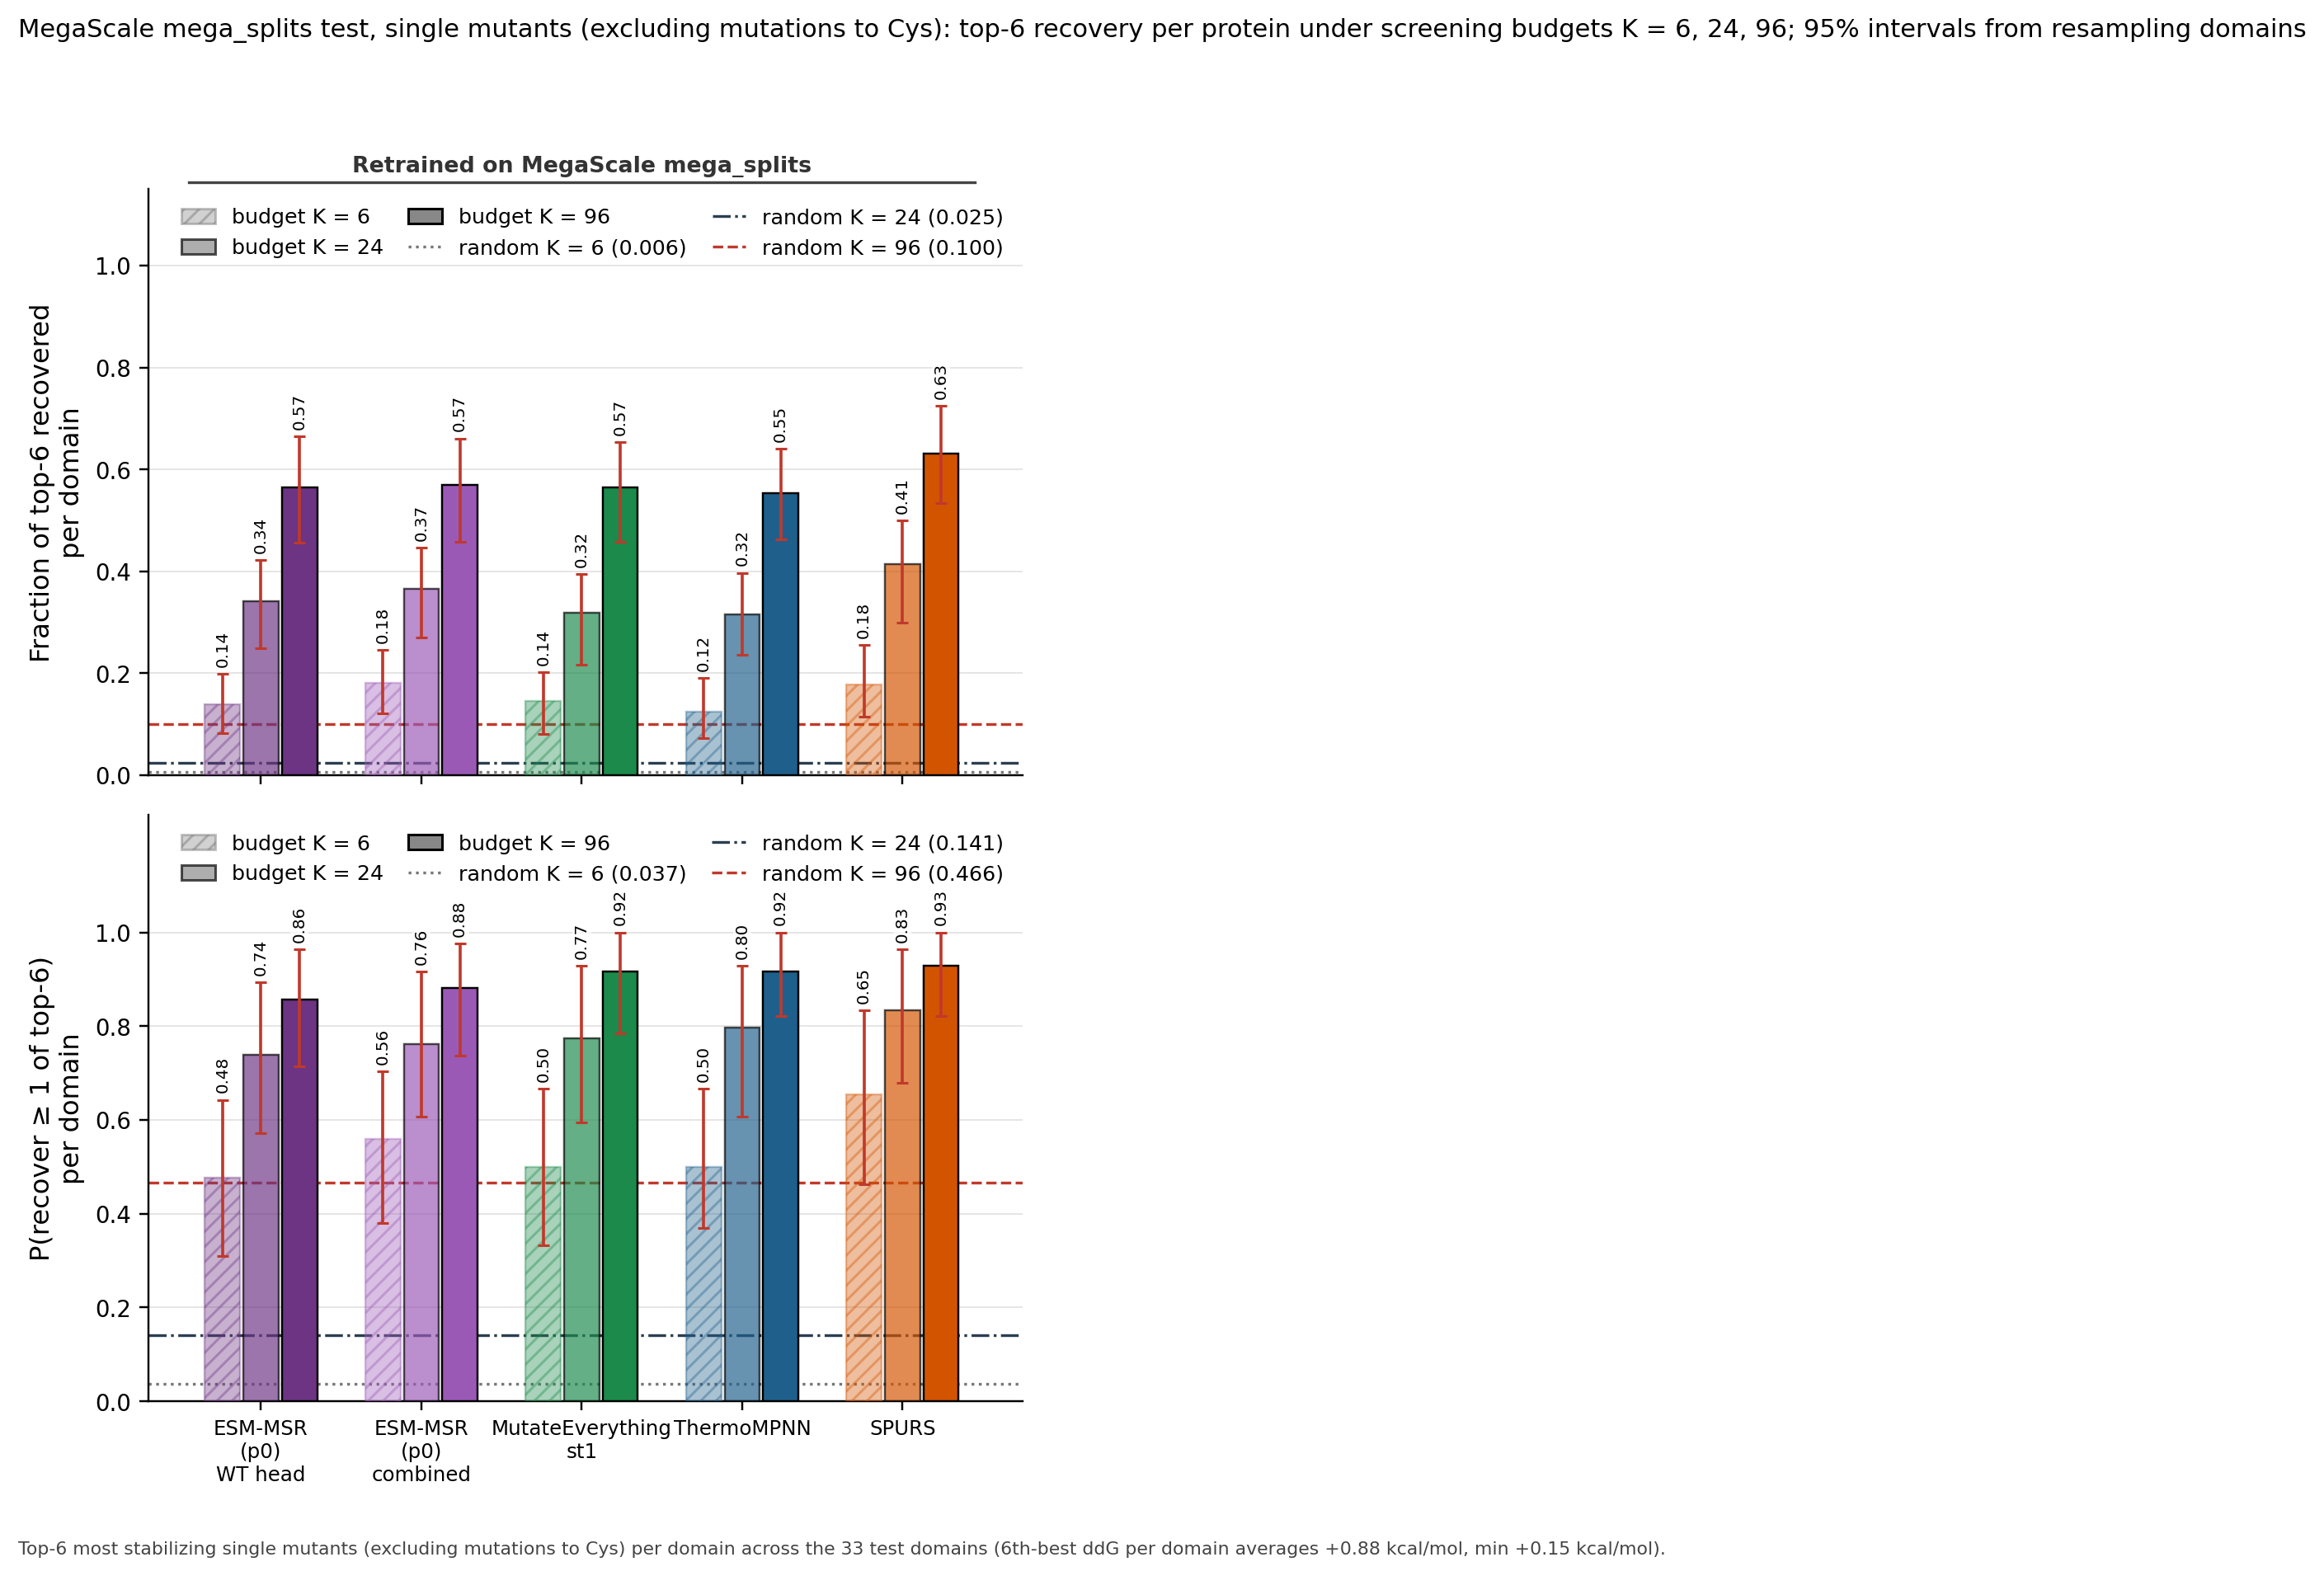 MegaScale mega_splits test, single mutants (excluding mutations to Cys): top-6 recovery per protein under screening budgets K = 6, 24, 96; 95% intervals from resampling domains
Retrained on MegaScale mega_splits
budget K = 6
budget K = 24
budget K = 96
random K = 6 (0.006)
random K = 24 (0.025)
random K = 96 (0.100)
Fraction of top-6 recovered
per domain
1.0
0.8
0.6
0.4
0.2
0.0
0.14
0.34
0.57
0.18
0.37
0.57
0.14
0.32
0.57
0.12
0.32
0.55
0.18
0.41
0.63
budget K = 6
budget K = 24
budget K = 96
random K = 6 (0.037)
random K = 24 (0.141)
random K = 96 (0.466)
P(recover ≥ 1 of top-6)
per domain
1.0
0.8
0.6
0.4
0.2
0.0
0.48
0.74
0.86
0.56
0.76
0.88
0.50
0.77
0.92
0.50
0.80
0.92
0.65
0.83
0.93
ESM-MSR
(p0)
WT head
ESM-MSR
(p0)
combined
MutateEverything
st1
ThermoMPNN
SPURS
Top-6 most stabilizing single mutants (excluding mutations to Cys) per domain across the 33 test domains (6th-best ddG per domain averages +0.88 kcal/mol, min +0.15 kcal/mol).